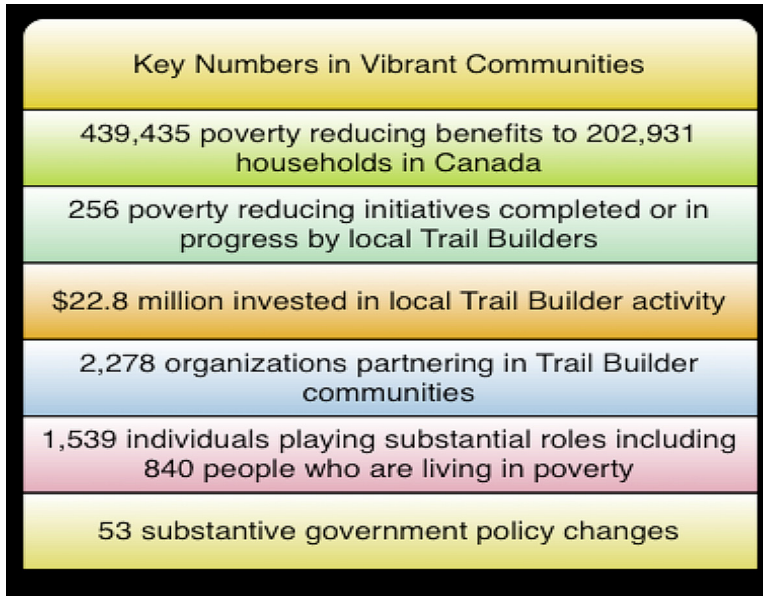 Key Numbers in Vibrant Communities
439,435 poverty reducing benefits to 202,931
households in Canada
256 poverty reducing initiatives completed or in
progress by local Trail Builders
$22.8 million invested in local Trail Builder activity
2,278 organizations partnering in Trail Builder
communities
1,539 individuals playing substantial roles including
840 people who are living in poverty
53 substantive government policy changes